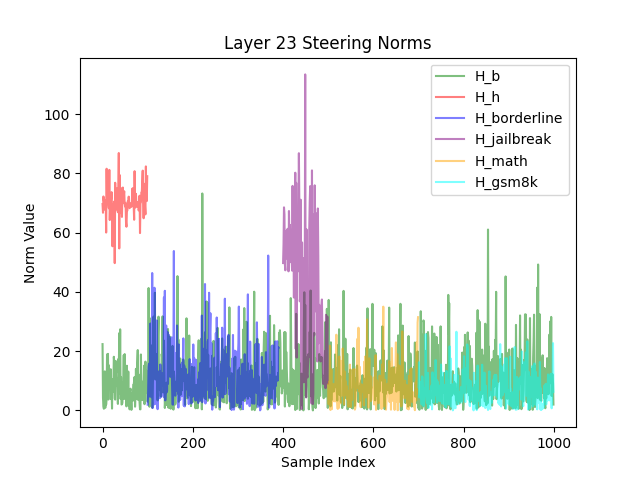 Layer 23 Steering Norms
H_b
H_h
H_borderline
H_jailbreak
H_math
H_gsm8k
Norm Value
100
80
60
40
20
0
0 200 400 600 800 1000
Sample Index